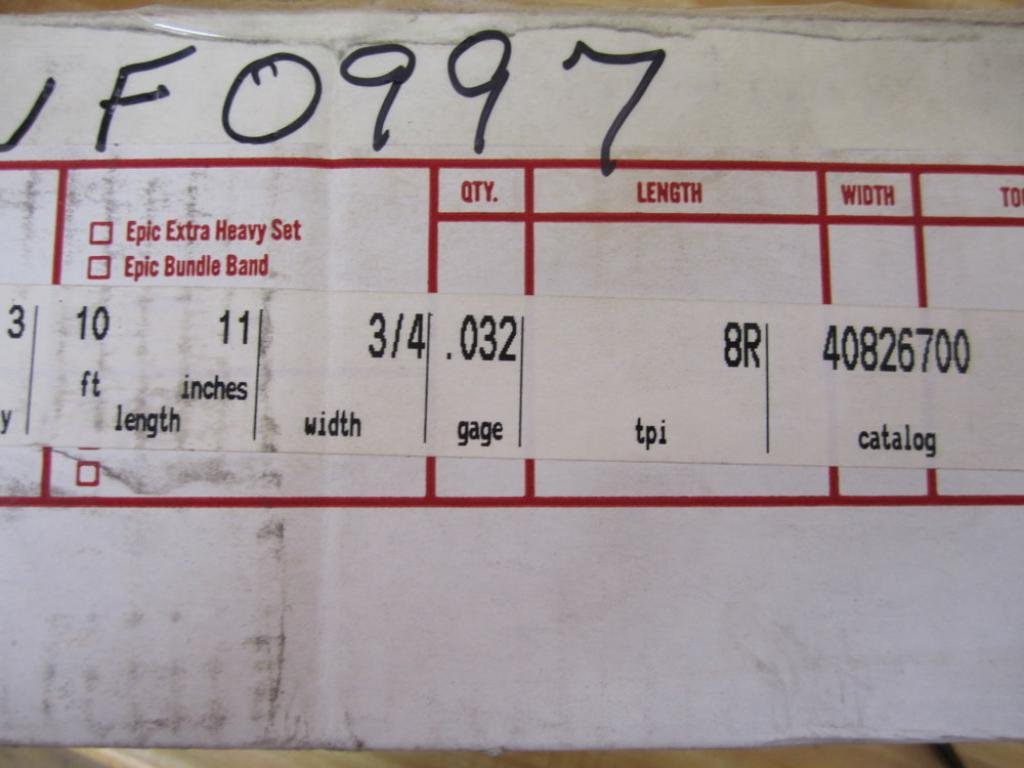 F0997
QTY. LENGTH WIDTH
Epic Extra Heavy Set
Epic Bundle Band
3 10 11 3/4 .032 8R 40826700
ft inches
y length width gage tpi catalog